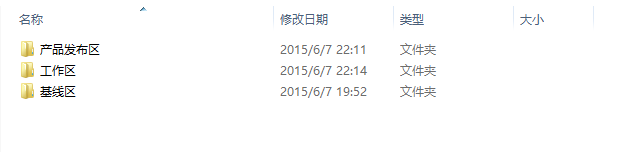 名称 修改日期 类型 大小
产品发布区 2015/6/7 22:11 文件夹
工作区 2015/6/7 22:14 文件夹
基线区 2015/6/7 19:52 文件夹